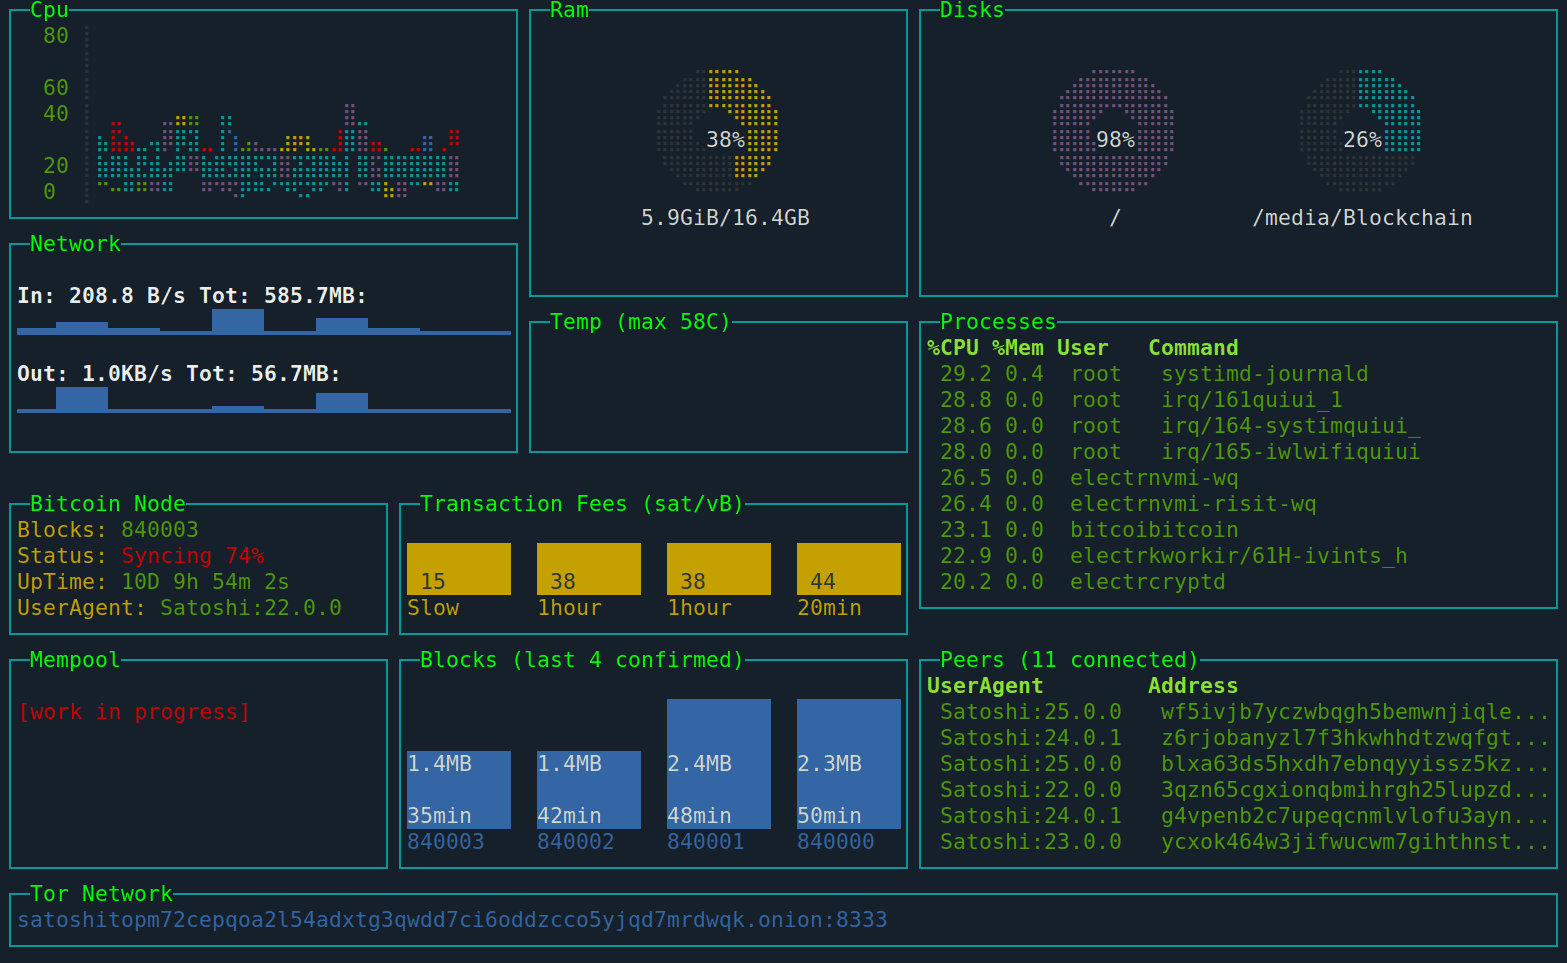 Cpu
80
60
40
20
0
Ram
38%
5.9GiB/16.4GB
Disks
98% 26%
/ /media/Blockchain
Network
In: 208.8 B/s Tot: 585.7MB:
Out: 1.0KB/s Tot: 56.7MB:
Temp (max 58C)
Processes
%CPU %Mem User Command
29.2 0.4 root systimd-journald
28.8 0.0 root irq/161quiui_1
28.6 0.0 root irq/164-systimquiui_
28.0 0.0 root irq/165-iwlwifiquiui
26.5 0.0 electrnvmi-wq
26.4 0.0 electrnvmi-risit-wq
23.1 0.0 bitcoibitcoin
22.9 0.0 electrkworkir/61H-ivints_h
20.2 0.0 electrcryptd
Bitcoin Node
Blocks: 840003
Status: Syncing 74%
UpTime: 10D 9h 54m 2s
UserAgent: Satoshi:22.0.0
Transaction Fees (sat/vB)
15 38 38 44
Slow 1hour 1hour 20min
Mempool
[work in progress]
Blocks (last 4 confirmed)
1.4MB 1.4MB 2.4MB 2.3MB
35min 42min 48min 50min
840003 840002 840001 840000
Peers (11 connected)
UserAgent Address
Satoshi:25.0.0 wf5ivjb7yczwbqgh5bemwnjiqle...
Satoshi:24.0.1 z6rjobanyzl7f3hkwhhdtzwqfgt...
Satoshi:25.0.0 blxa63ds5hxdh7ebnqyyissz5kz...
Satoshi:22.0.0 3qzn65cgxionqbmihrgh25lupzd...
Satoshi:24.0.1 g4vpenb2c7upeqcnmlvlofu3ayn...
Satoshi:23.0.0 ycxok464w3jifwucwm7gihthnst...
Tor Network
satoshitopm72cepqoa2l54adxtg3qwdd7ci6oddzcco5yjqd7mrdwqk.onion:8333